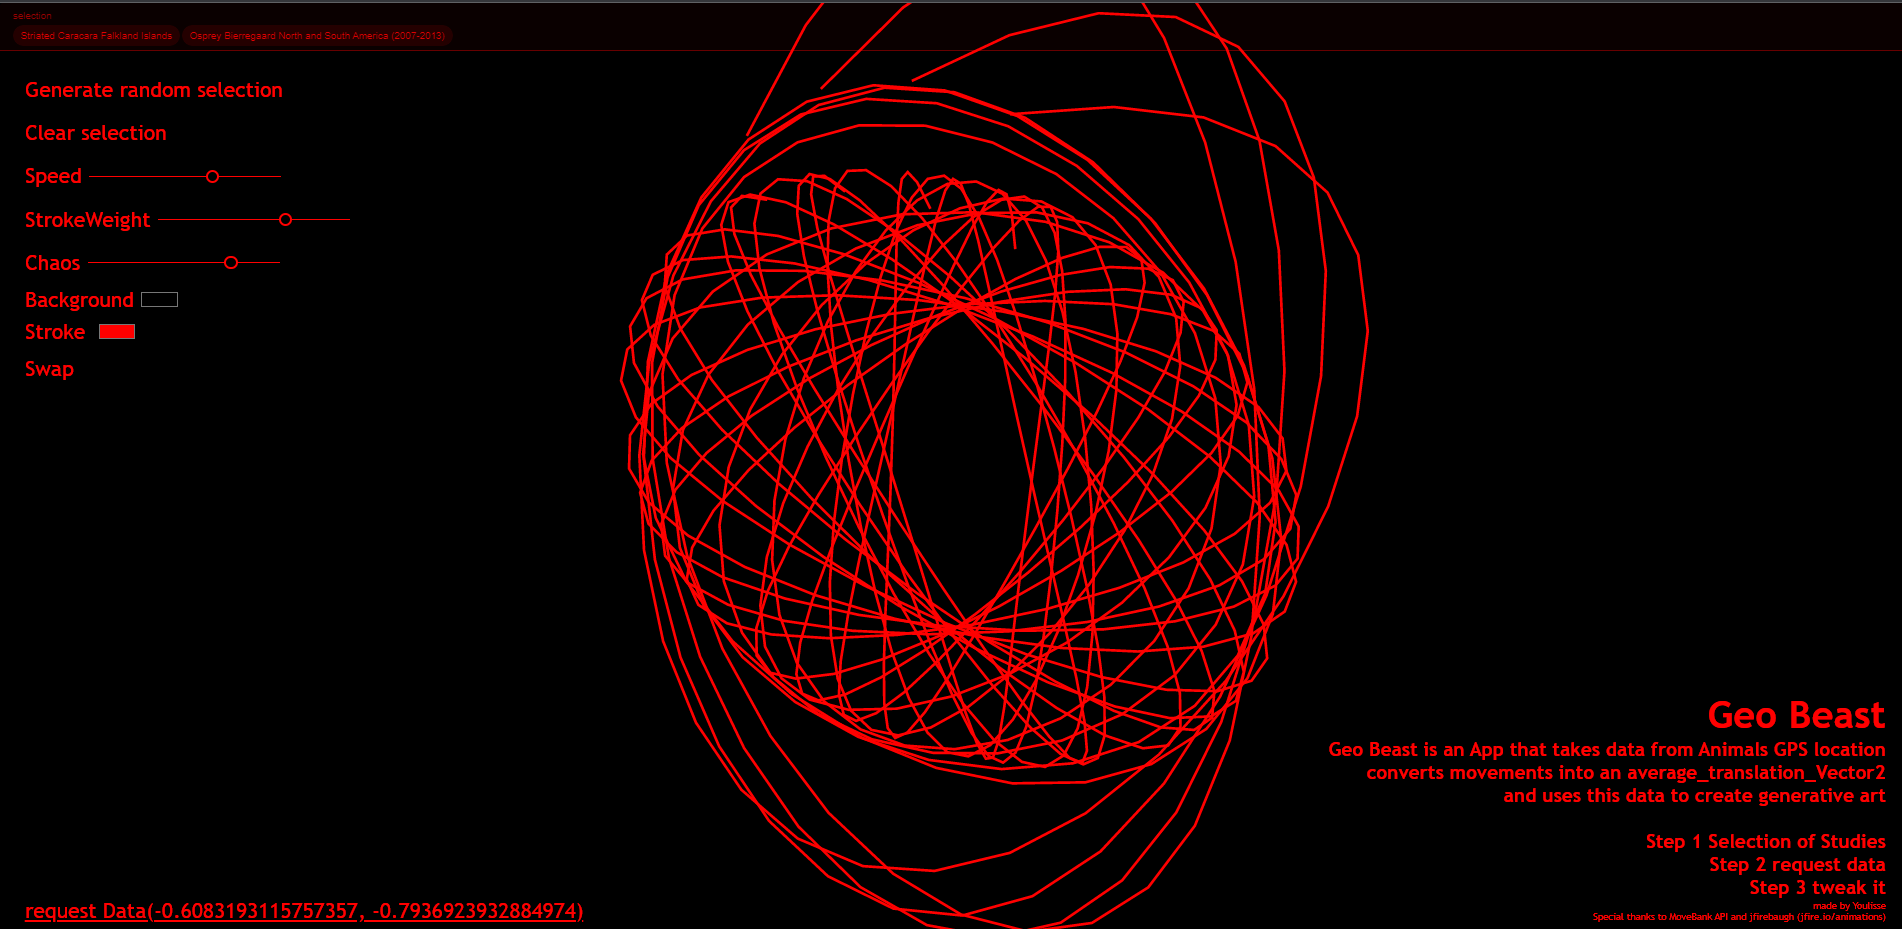 selection
Striated Caracara Falkland Islands
Osprey Bierregaard North and South America (2007-2013)
Generate random selection
Clear selection
Speed
StrokeWeight
Chaos
Background
Stroke
Swap
request Data(-0.6083193115757357, -0.7936923932884974)
Geo Beast
Geo Beast is an App that takes data from Animals GPS location
converts movements into an average_translation_Vector2
and uses this data to create generative art
Step 1 Selection of Studies
Step 2 request data
Step 3 tweak it
made by Youlisse
Special thanks to MoveBank API and jfirebaugh (jfire.io/animations)